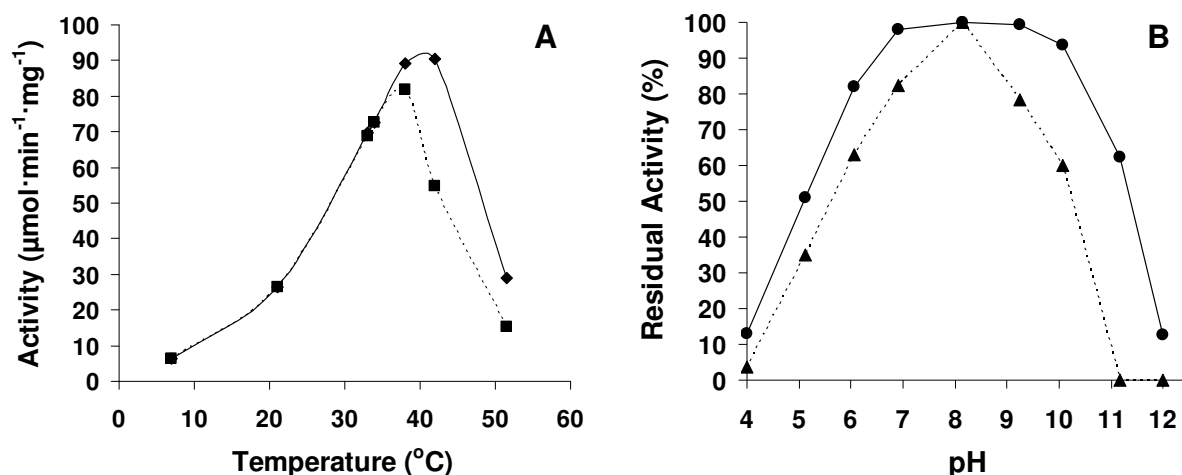 A
Activity (µmol·min⁻¹·mg⁻¹)
100
90
80
70
60
50
40
30
20
10
0
0 10 20 30 40 50 60
Temperature (°C)
B
Residual Activity (%)
100
90
80
70
60
50
40
30
20
10
0
4 5 6 7 8 9 10 11 12
pH